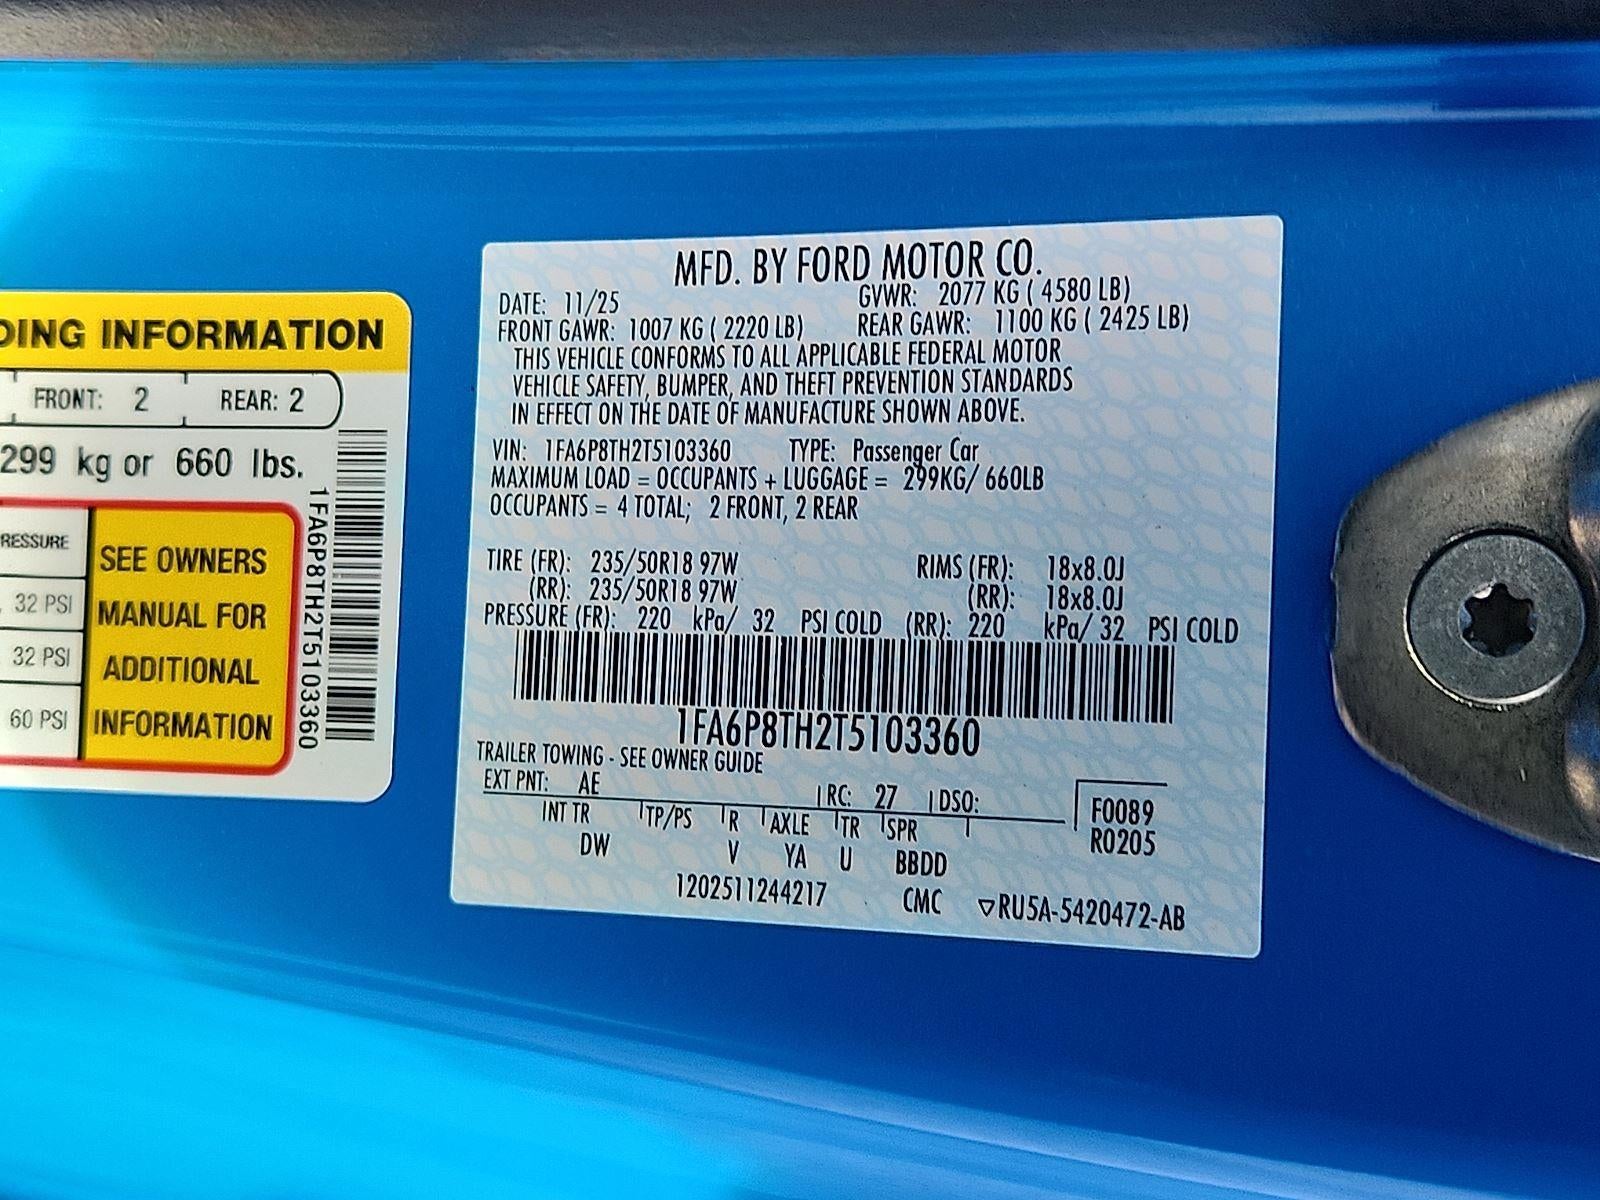 DING INFORMATION
FRONT: 2 REAR: 2
299 kg or 660 lbs.
RESSURE
32 PSI
32 PSI
60 PSI
SEE OWNERS
MANUAL FOR
ADDITIONAL
INFORMATION
1FA6P8TH2T5103360
MFD. BY FORD MOTOR CO.
DATE: 11/25 GVWR: 2077 KG ( 4580 LB)
FRONT GAWR: 1007 KG ( 2220 LB) REAR GAWR: 1100 KG ( 2425 LB)
THIS VEHICLE CONFORMS TO ALL APPLICABLE FEDERAL MOTOR
VEHICLE SAFETY, BUMPER, AND THEFT PREVENTION STANDARDS
IN EFFECT ON THE DATE OF MANUFACTURE SHOWN ABOVE.
VIN: 1FA6P8TH2T5103360 TYPE: Passenger Car
MAXIMUM LOAD = OCCUPANTS + LUGGAGE = 299KG/ 660LB
OCCUPANTS = 4 TOTAL; 2 FRONT, 2 REAR
TIRE (FR): 235/50R18 97W RIMS (FR): 18x8.0J
(RR): 235/50R18 97W (RR): 18x8.0J
PRESSURE (FR): 220 kPa/ 32 PSI COLD (RR): 220 kPa/ 32 PSI COLD
1FA6P8TH2T5103360
TRAILER TOWING - SEE OWNER GUIDE
EXT PNT: AE RC: 27 DSO:
INT TR TP/PS R AXLE TR SPR F0089
DW V YA U BBDD R0205
1202511244217 CMC ▽RU5A-5420472-AB